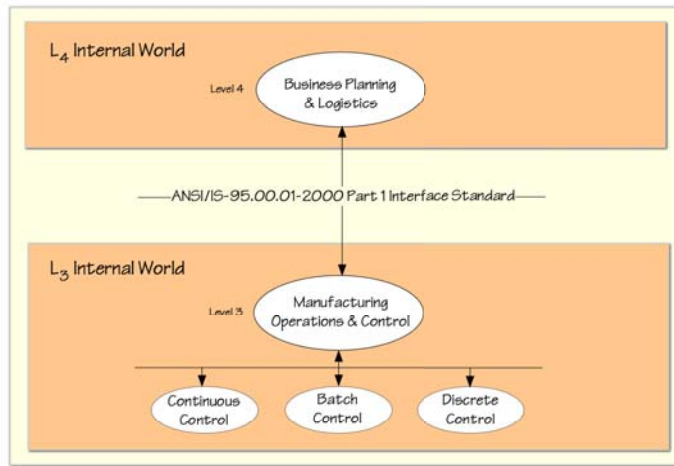 L4 Internal World
Level 4
Business Planning
& Logistics
ANSI/IS-95.00.01-2000 Part 1 Interface Standard
L3 Internal World
Level 3
Manufacturing
Operations & Control
Continuous
Control
Batch
Control
Discrete
Control